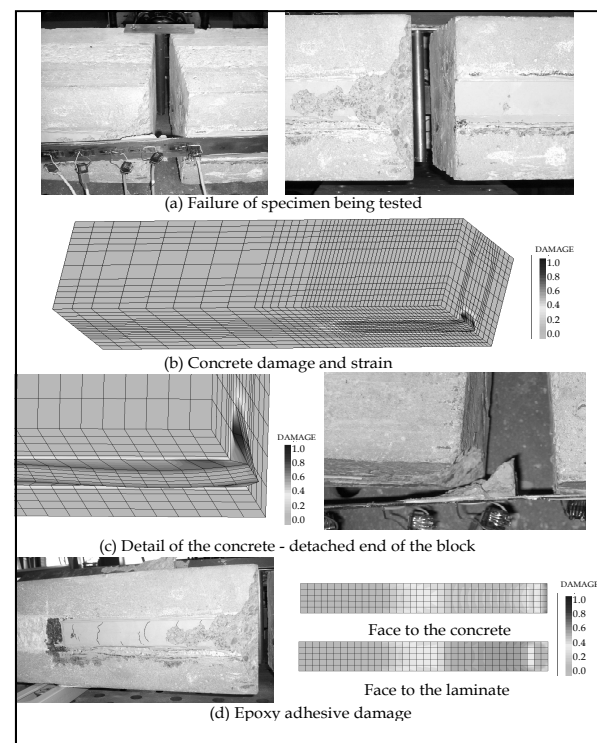 (a) Failure of specimen being tested
DAMAGE
1.0
0.8
0.6
0.4
0.2
0.0
(b) Concrete damage and strain
DAMAGE
1.0
0.8
0.6
0.4
0.2
0.0
(c) Detail of the concrete - detached end of the block
DAMAGE
1.0
0.8
0.6
0.4
0.2
0.0
Face to the concrete
Face to the laminate
(d) Epoxy adhesive damage